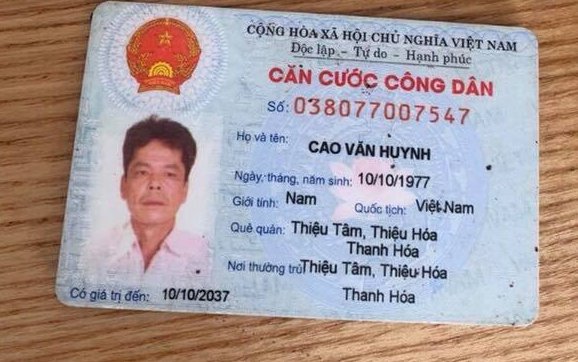 CỘNG HÒA XÃ HỘI CHỦ NGHĨA VIỆT NAM
Độc lập - Tự do - Hạnh phúc
CĂN CƯỚC CÔNG DÂN
Số: 038077007547
Họ và tên: CAO VĂN HUỲNH
Ngày, tháng, năm sinh: 10/10/1977
Giới tính: Nam Quốc tịch: Việt Nam
Quê quán: Thiệu Tâm, Thiệu Hóa
Thanh Hóa
Nơi thường trú: Thiệu Tâm, Thiệu Hóa
Thanh Hóa
Có giá trị đến: 10/10/2037